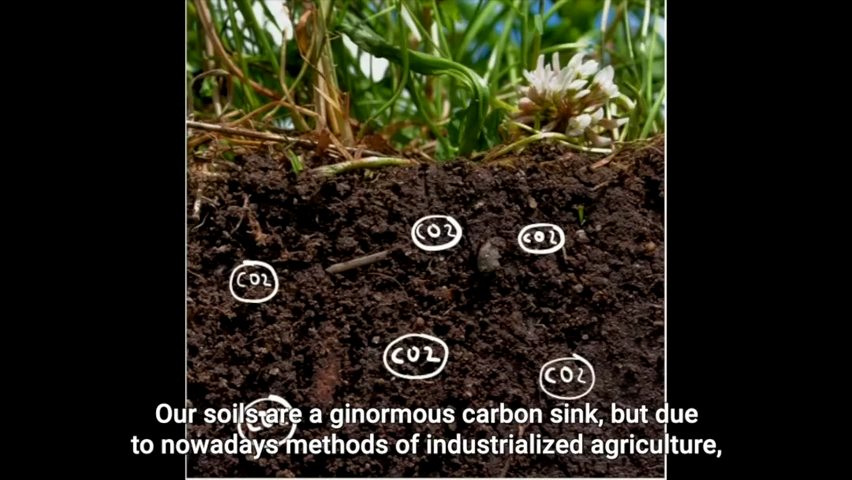 CO2
CO2
CO2
CO2
CO2
Our soils are a ginormous carbon sink, but due
to nowadays methods of industrialized agriculture,